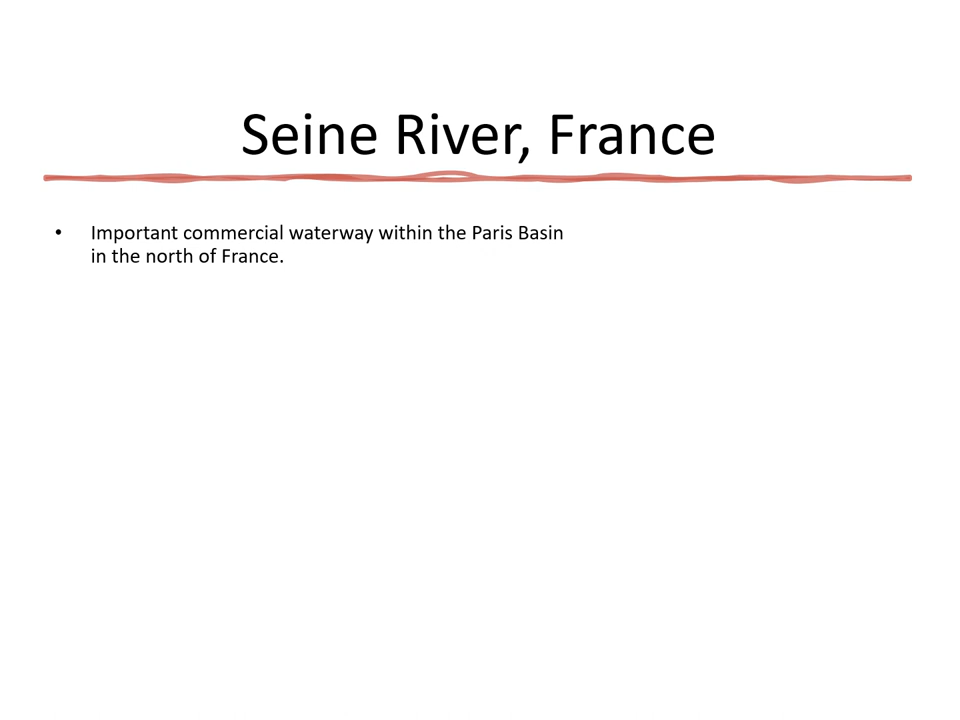 Seine River, France
• Important commercial waterway within the Paris Basin
in the north of France.